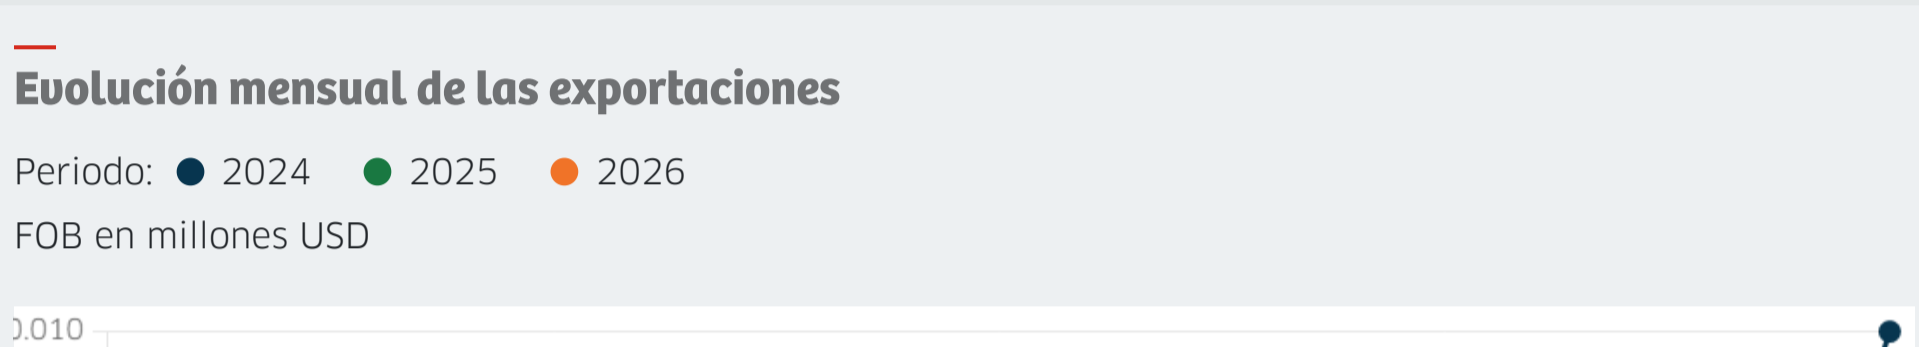 Evolución mensual de las exportaciones
Periodo: 2024 2025 2026
FOB en millones USD